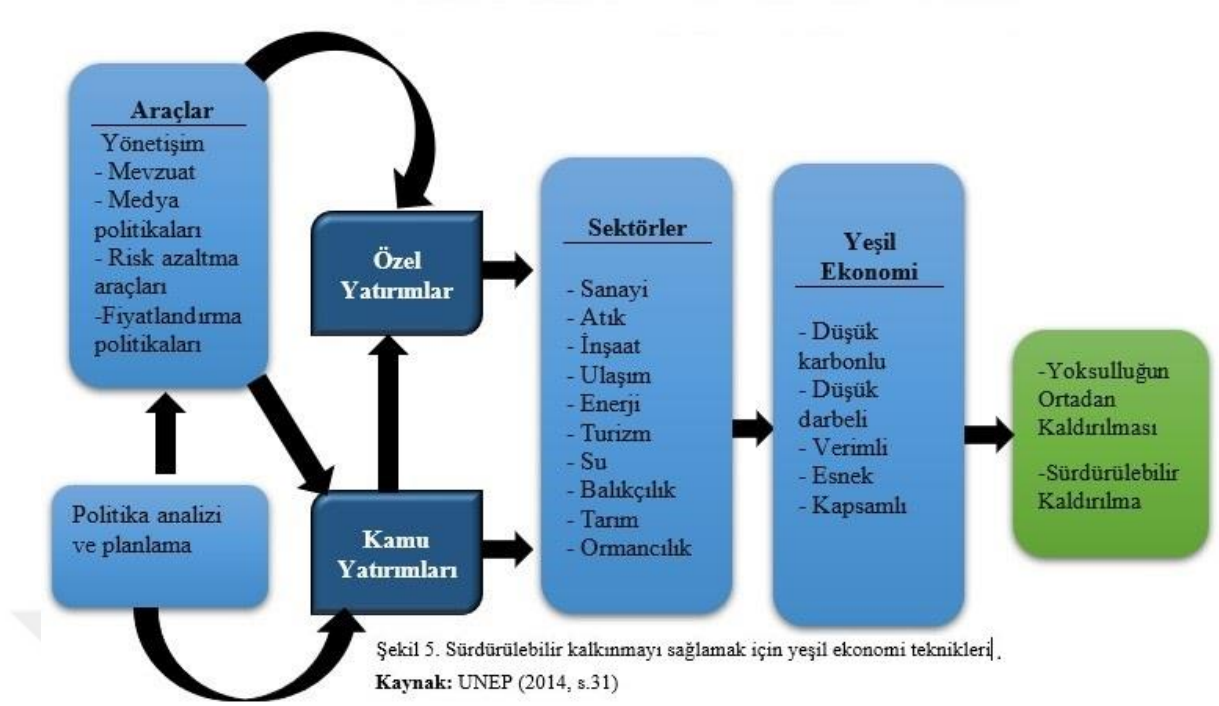 Araçlar
Yönetişim
- Mevzuat
- Medya
politikaları
- Risk azaltma
araçları
-Fiyatlandırma
politikaları
Politika analizi
ve planlama
Özel
Yatırımlar
Kamu
Yatırımları
Sektörler
- Sanayi
- Atık
- İnşaat
- Ulaşım
- Enerji
- Turizm
- Su
- Balıkçılık
- Tarım
- Ormancılık
Yeşil
Ekonomi
- Düşük
karbonlu
- Düşük
darbeli
- Verimli
- Esnek
- Kapsamlı
-Yoksulluğun
Ortadan
Kaldırılması
-Sürdürülebilir
Kaldırılma
Şekil 5. Sürdürülebilir kalkınmayı sağlamak için yeşil ekonomi teknikleri.
Kaynak: UNEP (2014, s.31)